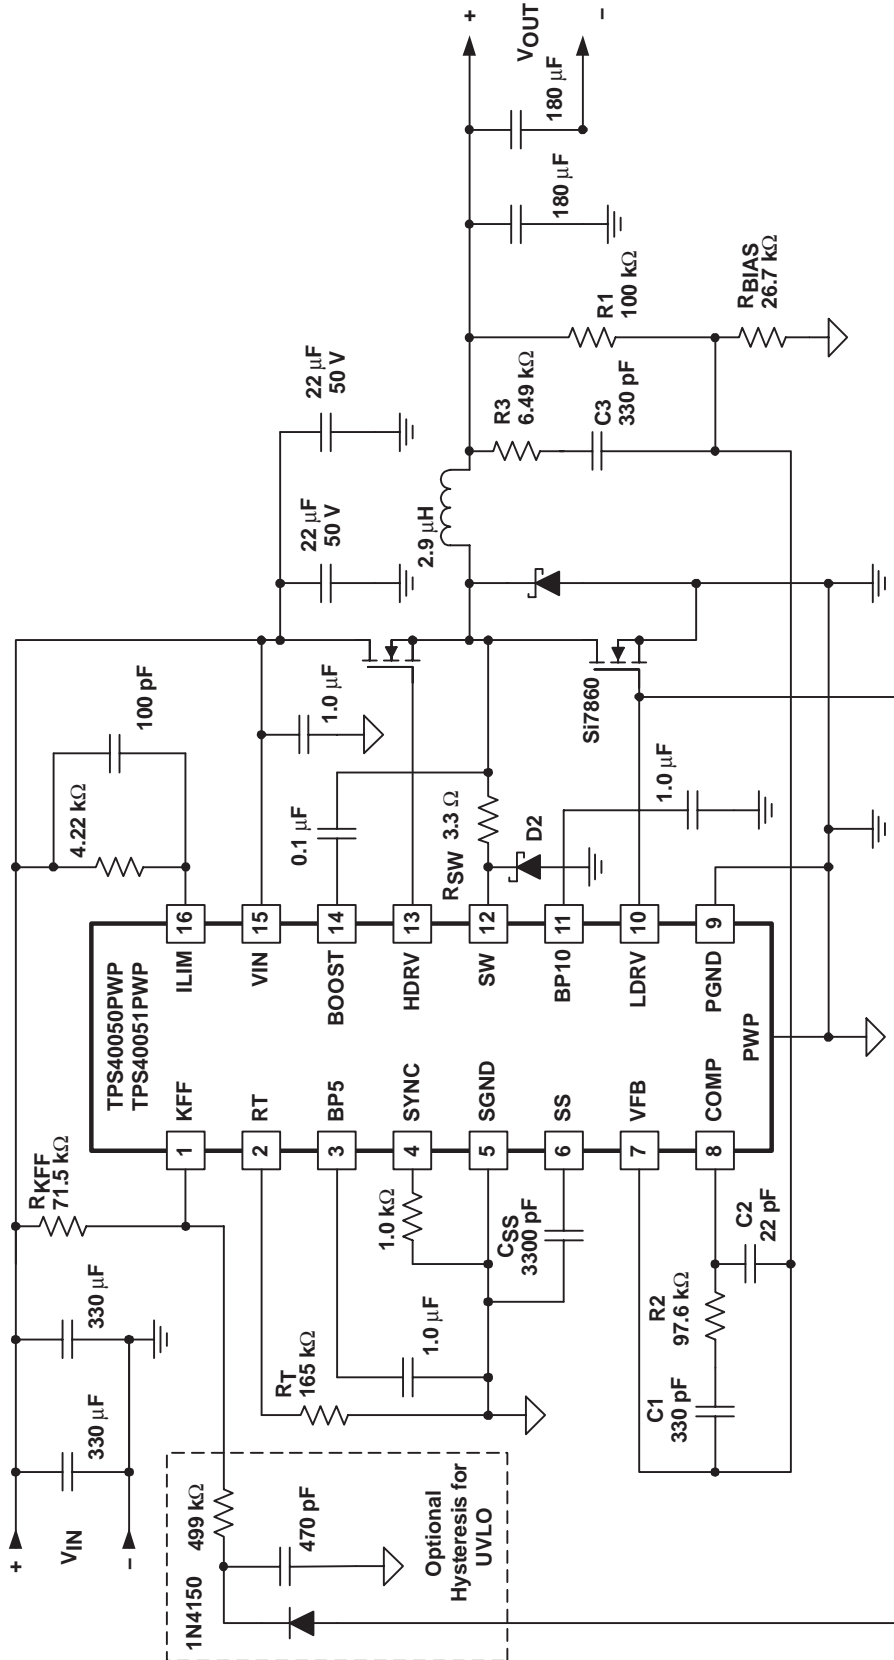 +
VIN
−
330 µF
330 µF
RKFF
71.5 kΩ
499 kΩ
1N4150
470 pF
Optional
Hysteresis for
UVLO
RT
165 kΩ
1.0 µF
1.0 kΩ
CSS
3300 pF
C1
330 pF
R2
97.6 kΩ
C2
22 pF
TPS40050PWP
TPS40051PWP
1
KFF
2
RT
3
BP5
4
SYNC
5
SGND
6
SS
7
VFB
8
COMP
ILIM
16
VIN
15
BOOST
14
HDRV
13
SW
12
BP10
11
LDRV
10
PGND
9
PWP
4.22 kΩ
100 pF
1.0 µF
0.1 µF
RSW
3.3 Ω
D2
1.0 µF
Si7860
22 µF
50 V
22 µF
50 V
2.9 µH
R3
6.49 kΩ
C3
330 pF
R1
100 kΩ
RBIAS
26.7 kΩ
180 µF
180 µF
+
VOUT
−